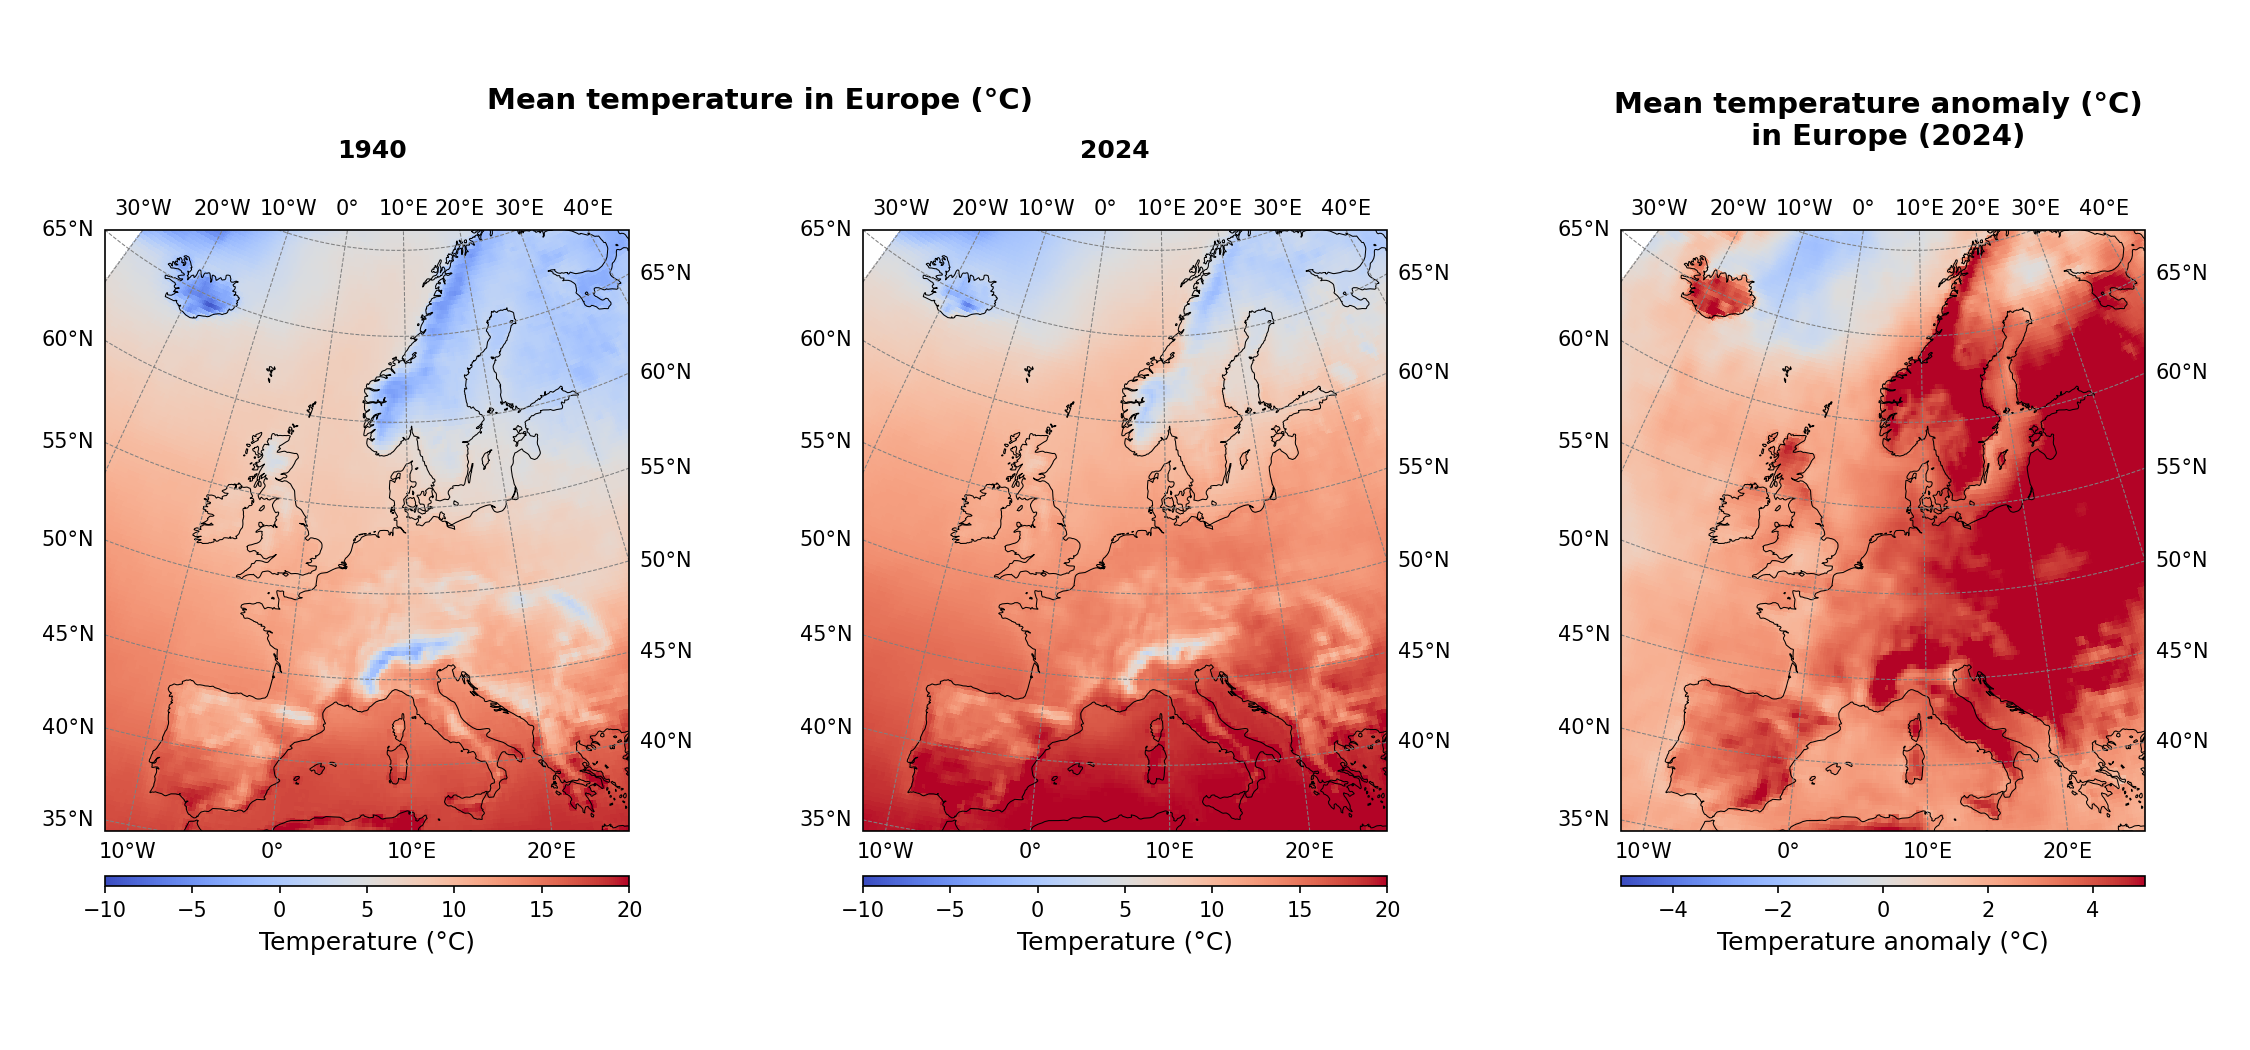 Mean temperature in Europe (°C)
1940
30°W 20°W 10°W 0° 10°E 20°E 30°E 40°E
65°N
60°N
55°N
50°N
45°N
40°N
35°N
65°N
60°N
55°N
50°N
45°N
40°N
10°W 0° 10°E 20°E
−10 −5 0 5 10 15 20
Temperature (°C)
2024
30°W 20°W 10°W 0° 10°E 20°E 30°E 40°E
65°N
60°N
55°N
50°N
45°N
40°N
35°N
65°N
60°N
55°N
50°N
45°N
40°N
10°W 0° 10°E 20°E
−10 −5 0 5 10 15 20
Temperature (°C)
Mean temperature anomaly (°C)
in Europe (2024)
30°W 20°W 10°W 0° 10°E 20°E 30°E 40°E
65°N
60°N
55°N
50°N
45°N
40°N
35°N
65°N
60°N
55°N
50°N
45°N
40°N
10°W 0° 10°E 20°E
−4 −2 0 2 4
Temperature anomaly (°C)